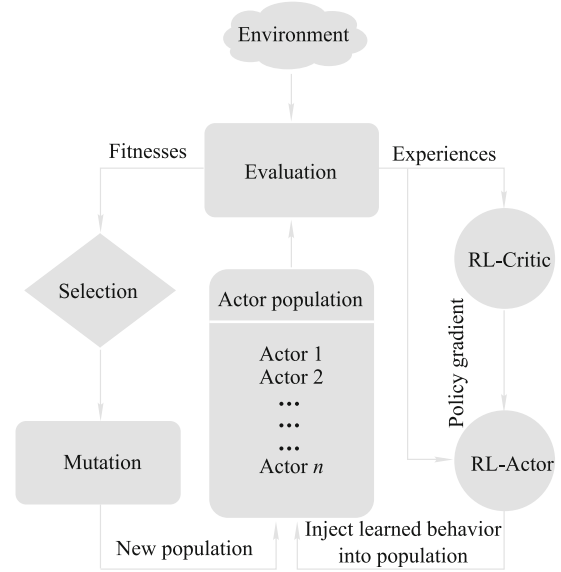 Environment
Fitnesses
Evaluation
Experiences
Selection
Actor population
RL-Critic
Actor 1
Actor 2
...
...
...
Actor n
Policy gradient
Mutation
RL-Actor
New population
Inject learned behavior
into population